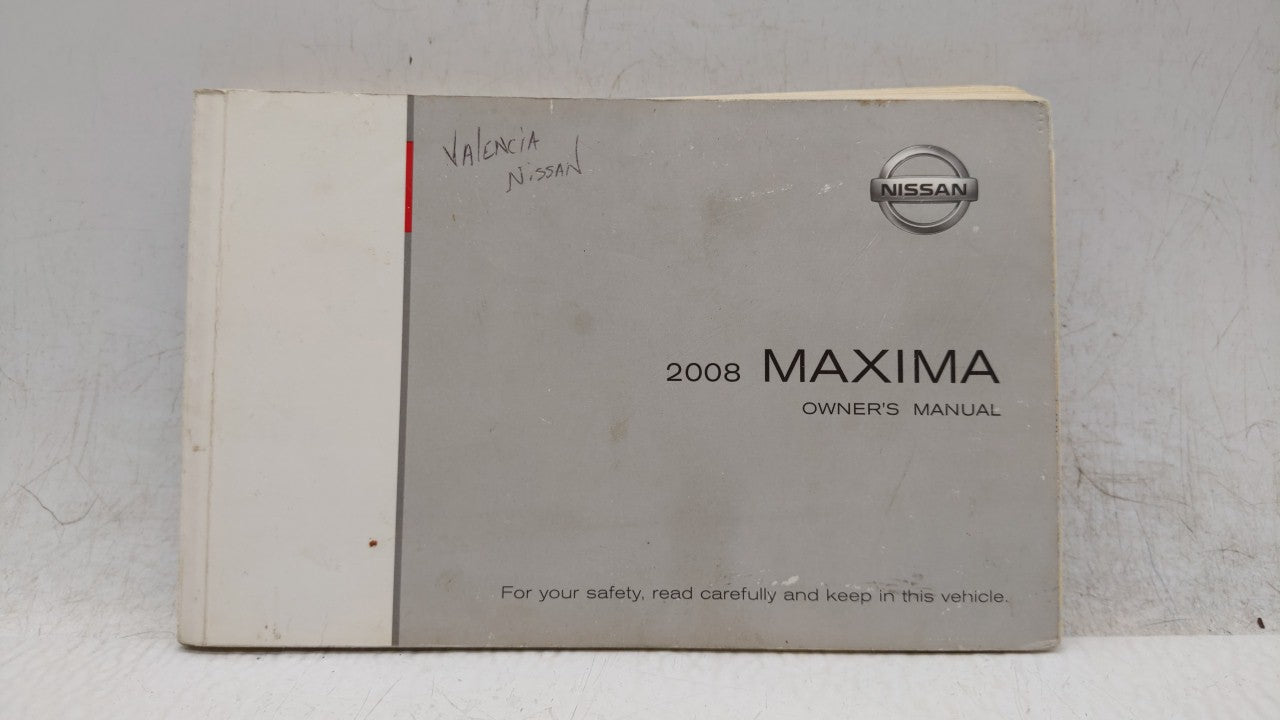 Valencia
Nissan
NISSAN
2008 MAXIMA
OWNER'S MANUAL
For your safety, read carefully and keep in this vehicle.